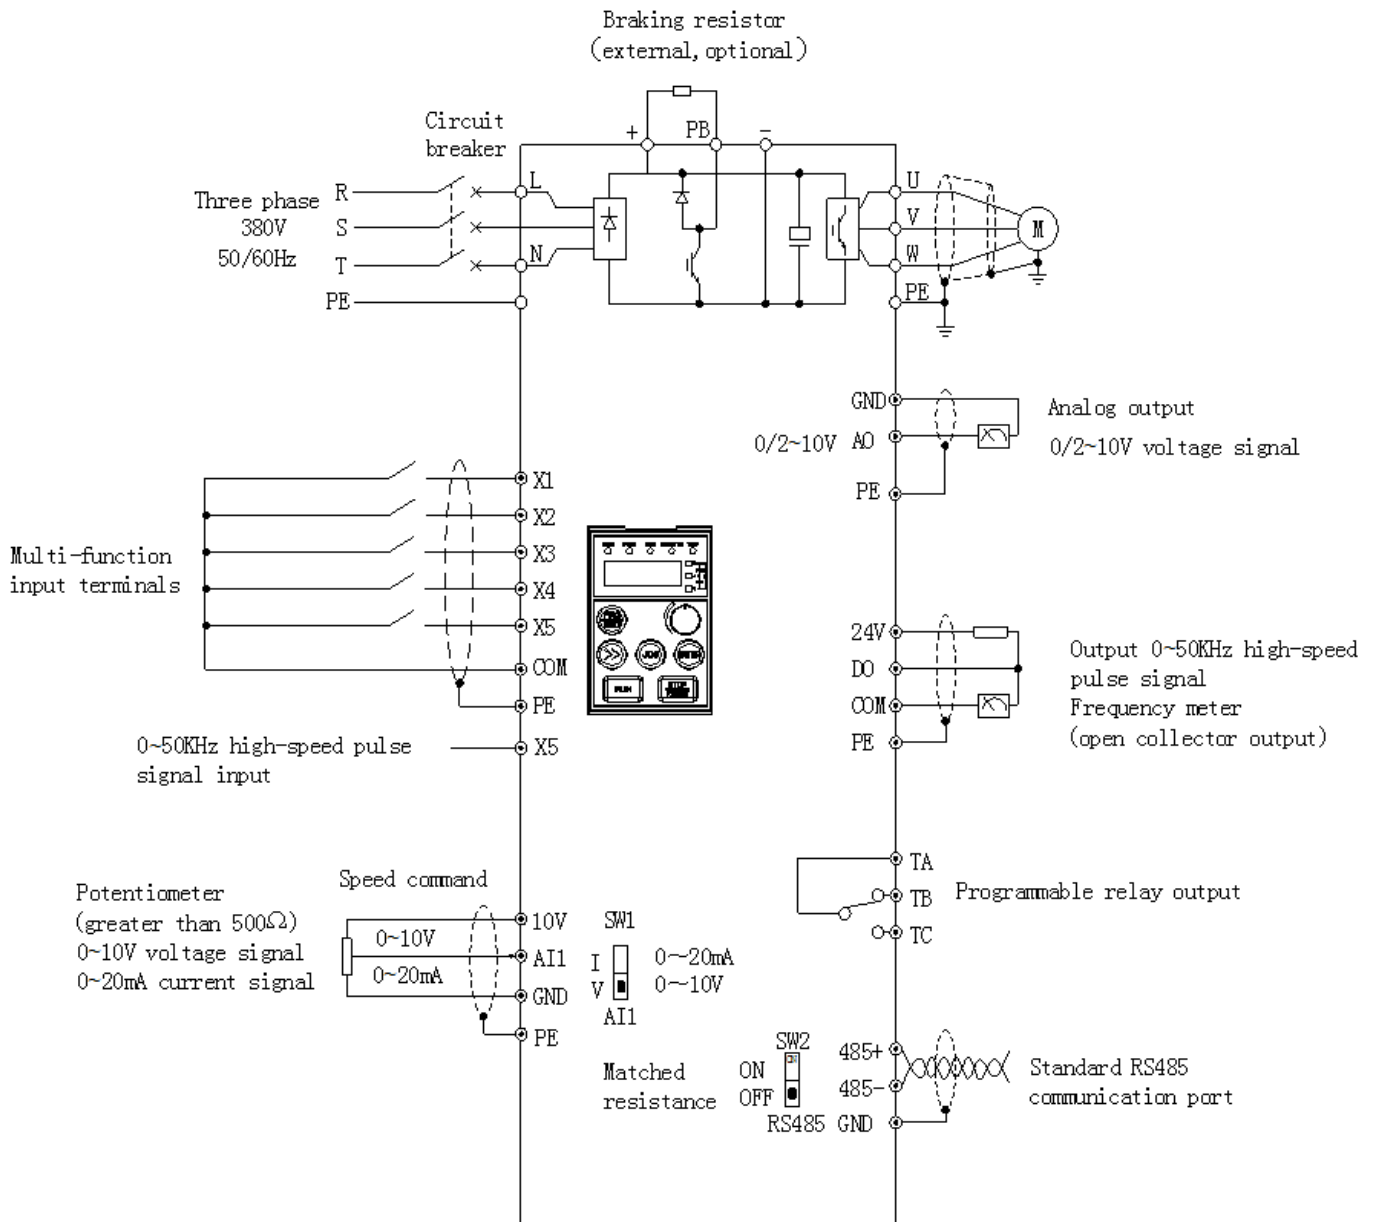 Braking resistor
(external, optional)
Circuit
breaker
+
PB
−
Three phase
380V
50/60Hz
R
S
T
PE
L
N
U
V
W
PE
M
GND
0/2~10V AO
PE
Analog output
0/2~10V voltage signal
Multi-function
input terminals
X1
X2
X3
X4
X5
COM
PE
0~50KHz high-speed pulse
signal input
X5
JOG
RUN
24V
DO
COM
PE
Output 0~50KHz high-speed
pulse signal
Frequency meter
(open collector output)
TA
TB
TC
Programmable relay output
Potentiometer
(greater than 500Ω)
0~10V voltage signal
0~20mA current signal
Speed command
0~10V
0~20mA
10V
AI1
GND
PE
SW1
I
V
0~20mA
0~10V
AI1
Matched
resistance
SW2
ON
ON
OFF
RS485
485+
485-
GND
Standard RS485
communication port